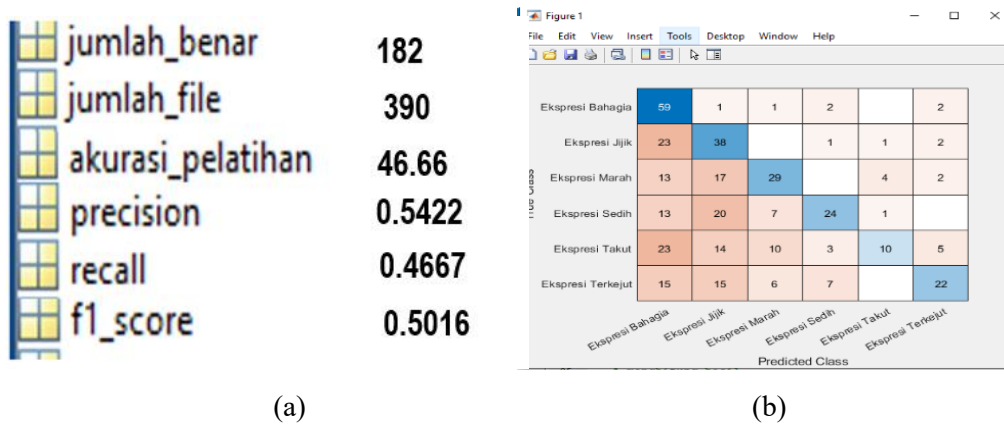 jumlah_benar 182
jumlah_file 390
akurasi_pelatihan 46.66
precision 0.5422
recall 0.4667
f1_score 0.5016
(a)
Figure 1
File Edit View Insert Tools Desktop Window Help
Ekspresi Bahagia 59 1 1 2 2
Ekspresi Jijik 23 38 1 1 2
Ekspresi Marah 13 17 29 4 2
Ekspresi Sedih 13 20 7 24 1
Ekspresi Takut 23 14 10 3 10 5
Ekspresi Terkejut 15 15 6 7 22
True Class
Ekspresi Bahagia Ekspresi Jijik Ekspresi Marah Ekspresi Sedih Ekspresi Takut Ekspresi Terkejut
Predicted Class
(b)